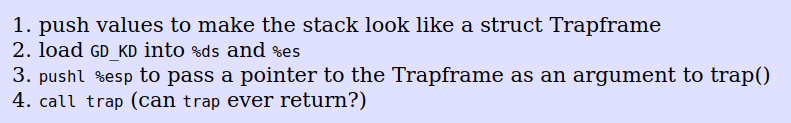 1. push values to make the stack look like a struct Trapframe
2. load GD_KD into %ds and %es
3. pushl %esp to pass a pointer to the Trapframe as an argument to trap()
4. call trap (can trap ever return?)